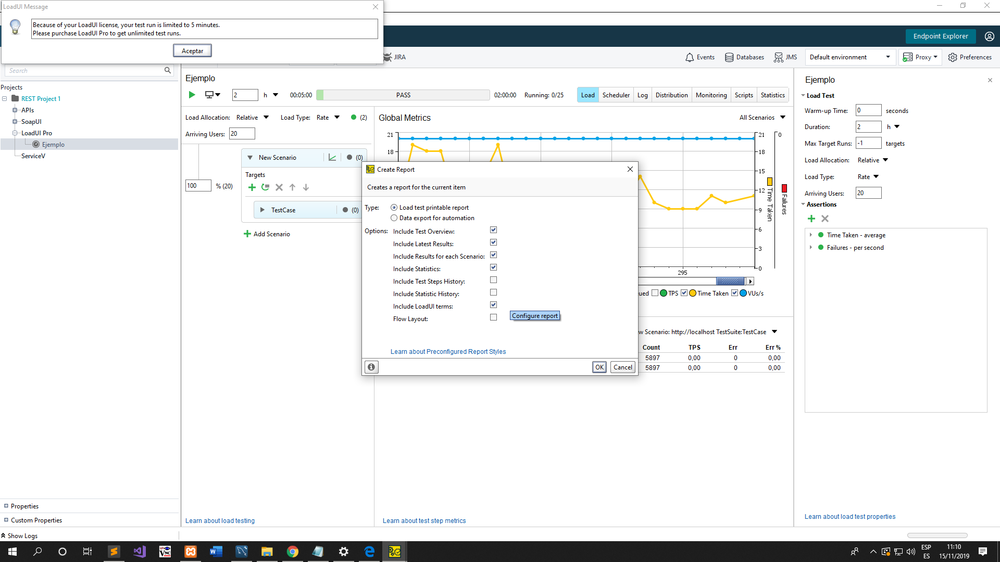 LoadUI Message
Because of your LoadUI license, your test run is limited to 5 minutes.
Please purchase LoadUI Pro to get unlimited test runs.
Aceptar
Endpoint Explorer
JIRA
Events
Databases
JMS
Default environment
Proxy
Preferences
Search
Projects
REST Project 1
APIs
SoapUI
LoadUI Pro
Ejemplo
ServiceV
Properties
Custom Properties
Show Logs
Ejemplo
2 h 00:05:00 PASS 02:00:00 Running: 0/25
Load Scheduler Log Distribution Monitoring Scripts Statistics
Load Allocation: Relative Load Type: Rate (2)
Arriving Users: 20
New Scenario (0)
Targets
100 % (20)
TestCase (0)
Add Scenario
Learn about load testing
Global Metrics
All Scenarios
21
18
21
18
15
12
9
6
3
0
0
Time Taken
Failures
295
ued TPS Time Taken VUs/s
w Scenario: http://localhost TestSuite:TestCase
Count TPS Err Err %
5897 0,00 0 0,00
5897 0,00 0 0,00
Learn about test step metrics
Create Report
Creates a report for the current item
Type: Load test printable report
Data export for automation
Options: Include Test Overview:
Include Latest Results:
Include Results for each Scenario:
Include Statistics:
Include Test Steps History:
Include Statistic History:
Include LoadUI terms:
Flow Layout:
Configure report
Learn about Preconfigured Report Styles
OK Cancel
Ejemplo
Load Test
Warm-up Time: 0 seconds
Duration: 2 h
Max Target Runs: -1 targets
Load Allocation: Relative
Load Type: Rate
Arriving Users: 20
Assertions
Time Taken - average
Failures - per second
Learn about load test properties
ESP
ES
11:10
15/11/2019